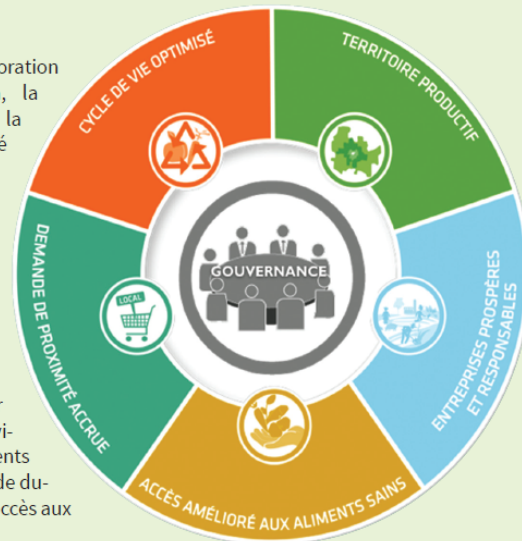 oration
la
la
é
r
vi-
ents
de du-
ccès aux
CYCLE DE VIE OPTIMISÉ
TERRITOIRE PRODUCTIF
ENTREPRISES PROSPÈRES
ET RESPONSABLES
ACCÈS AMÉLIORÉ AUX ALIMENTS SAINS
DEMANDE DE PROXIMITÉ ACCRUE
LOCAL
GOUVERNANCE